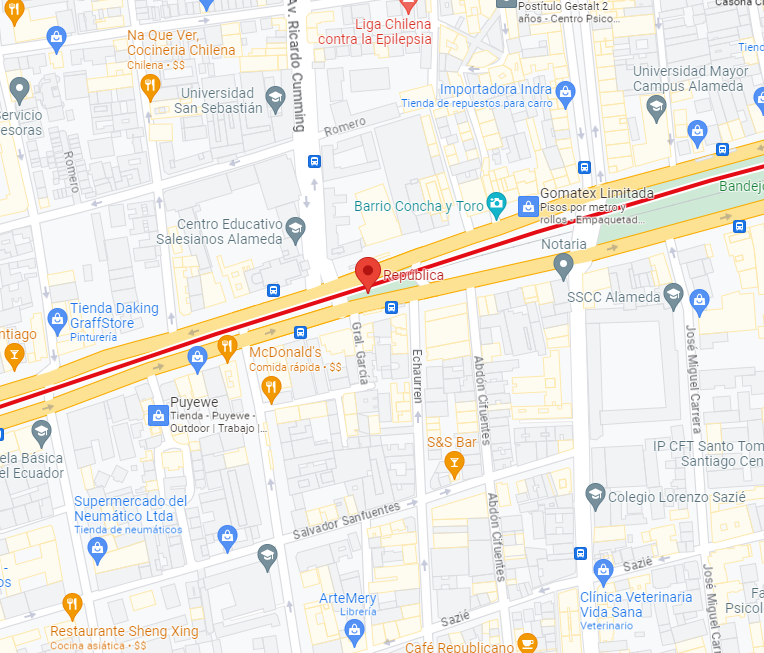 Postítulo Gestalt 2
años - Centro Psico...
Casona C
Liga Chilena
contra la Epilepsia
Av. Ricardo Cumming
Na Que Ver,
Cocineria Chilena
Chilena • $$
Tiend
Universidad Mayor
Campus Alameda
Importadora Indra
Tienda de repuestos para carro
Universidad
San Sebastián
Servicio
esoras
Romero
Romero
Bandejo
Gomatex Limitada
Pisos por metro y
rollos - Empaquetad...
Barrio Concha y Toro
Centro Educativo
Salesianos Alameda
Notaria
República
SSCC Alameda
Tienda Daking
GraffStore
Pinturería
ntiago
McDonald's
Comida rápida • $$
Gral. García
Echaurren
Abdón Cifuentes
José Miguel Carrera
Puyewe
Tienda - Puyewe -
Outdoor | Trabajo |...
S&S Bar
IP CFT Santo Tom
Santiago Cen
ela Básica
el Ecuador
Supermercado del
Neumático Ltda
Tienda de neumáticos
Colegio Lorenzo Sazié
Salvador Sanfuentes
Abdón Cifuentes
Sazié
José Miguel Carre
os
ArteMery
Librería
Clínica Veterinaria
Vida Sana
Veterinario
Fa
Psicol
Sazié
Restaurante Sheng Xing
Cocina asiática • $$
Café Republicano